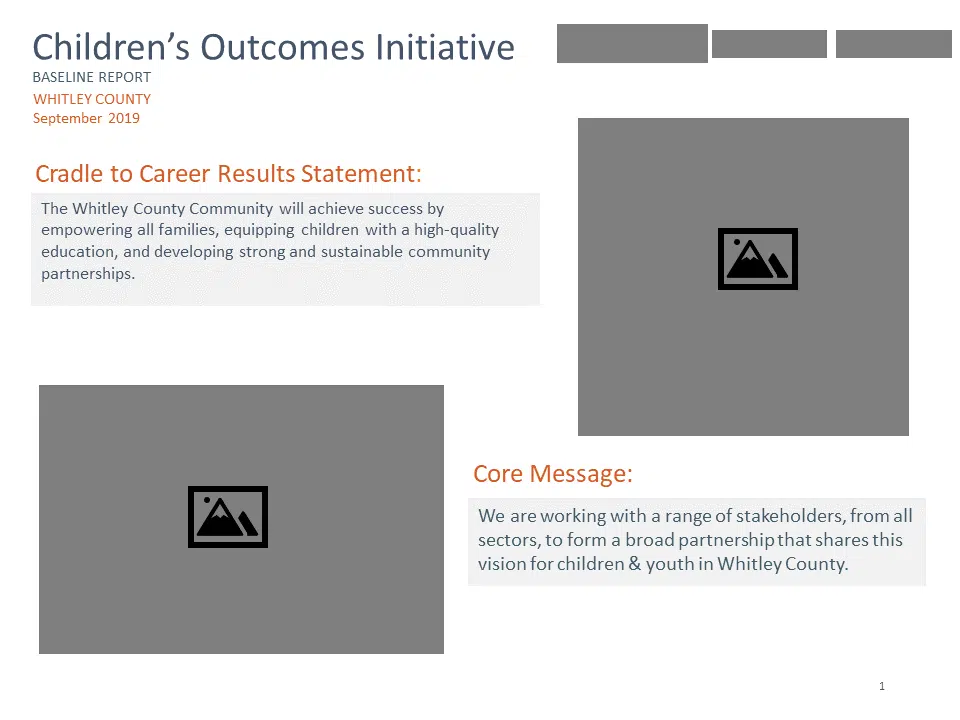 Children’s Outcomes Initiative
BASELINE REPORT
WHITLEY COUNTY
September 2019
Cradle to Career Results Statement:
The Whitley County Community will achieve success by
empowering all families, equipping children with a high-quality
education, and developing strong and sustainable community
partnerships.
Core Message:
We are working with a range of stakeholders, from all
sectors, to form a broad partnership that shares this
vision for children & youth in Whitley County.
1